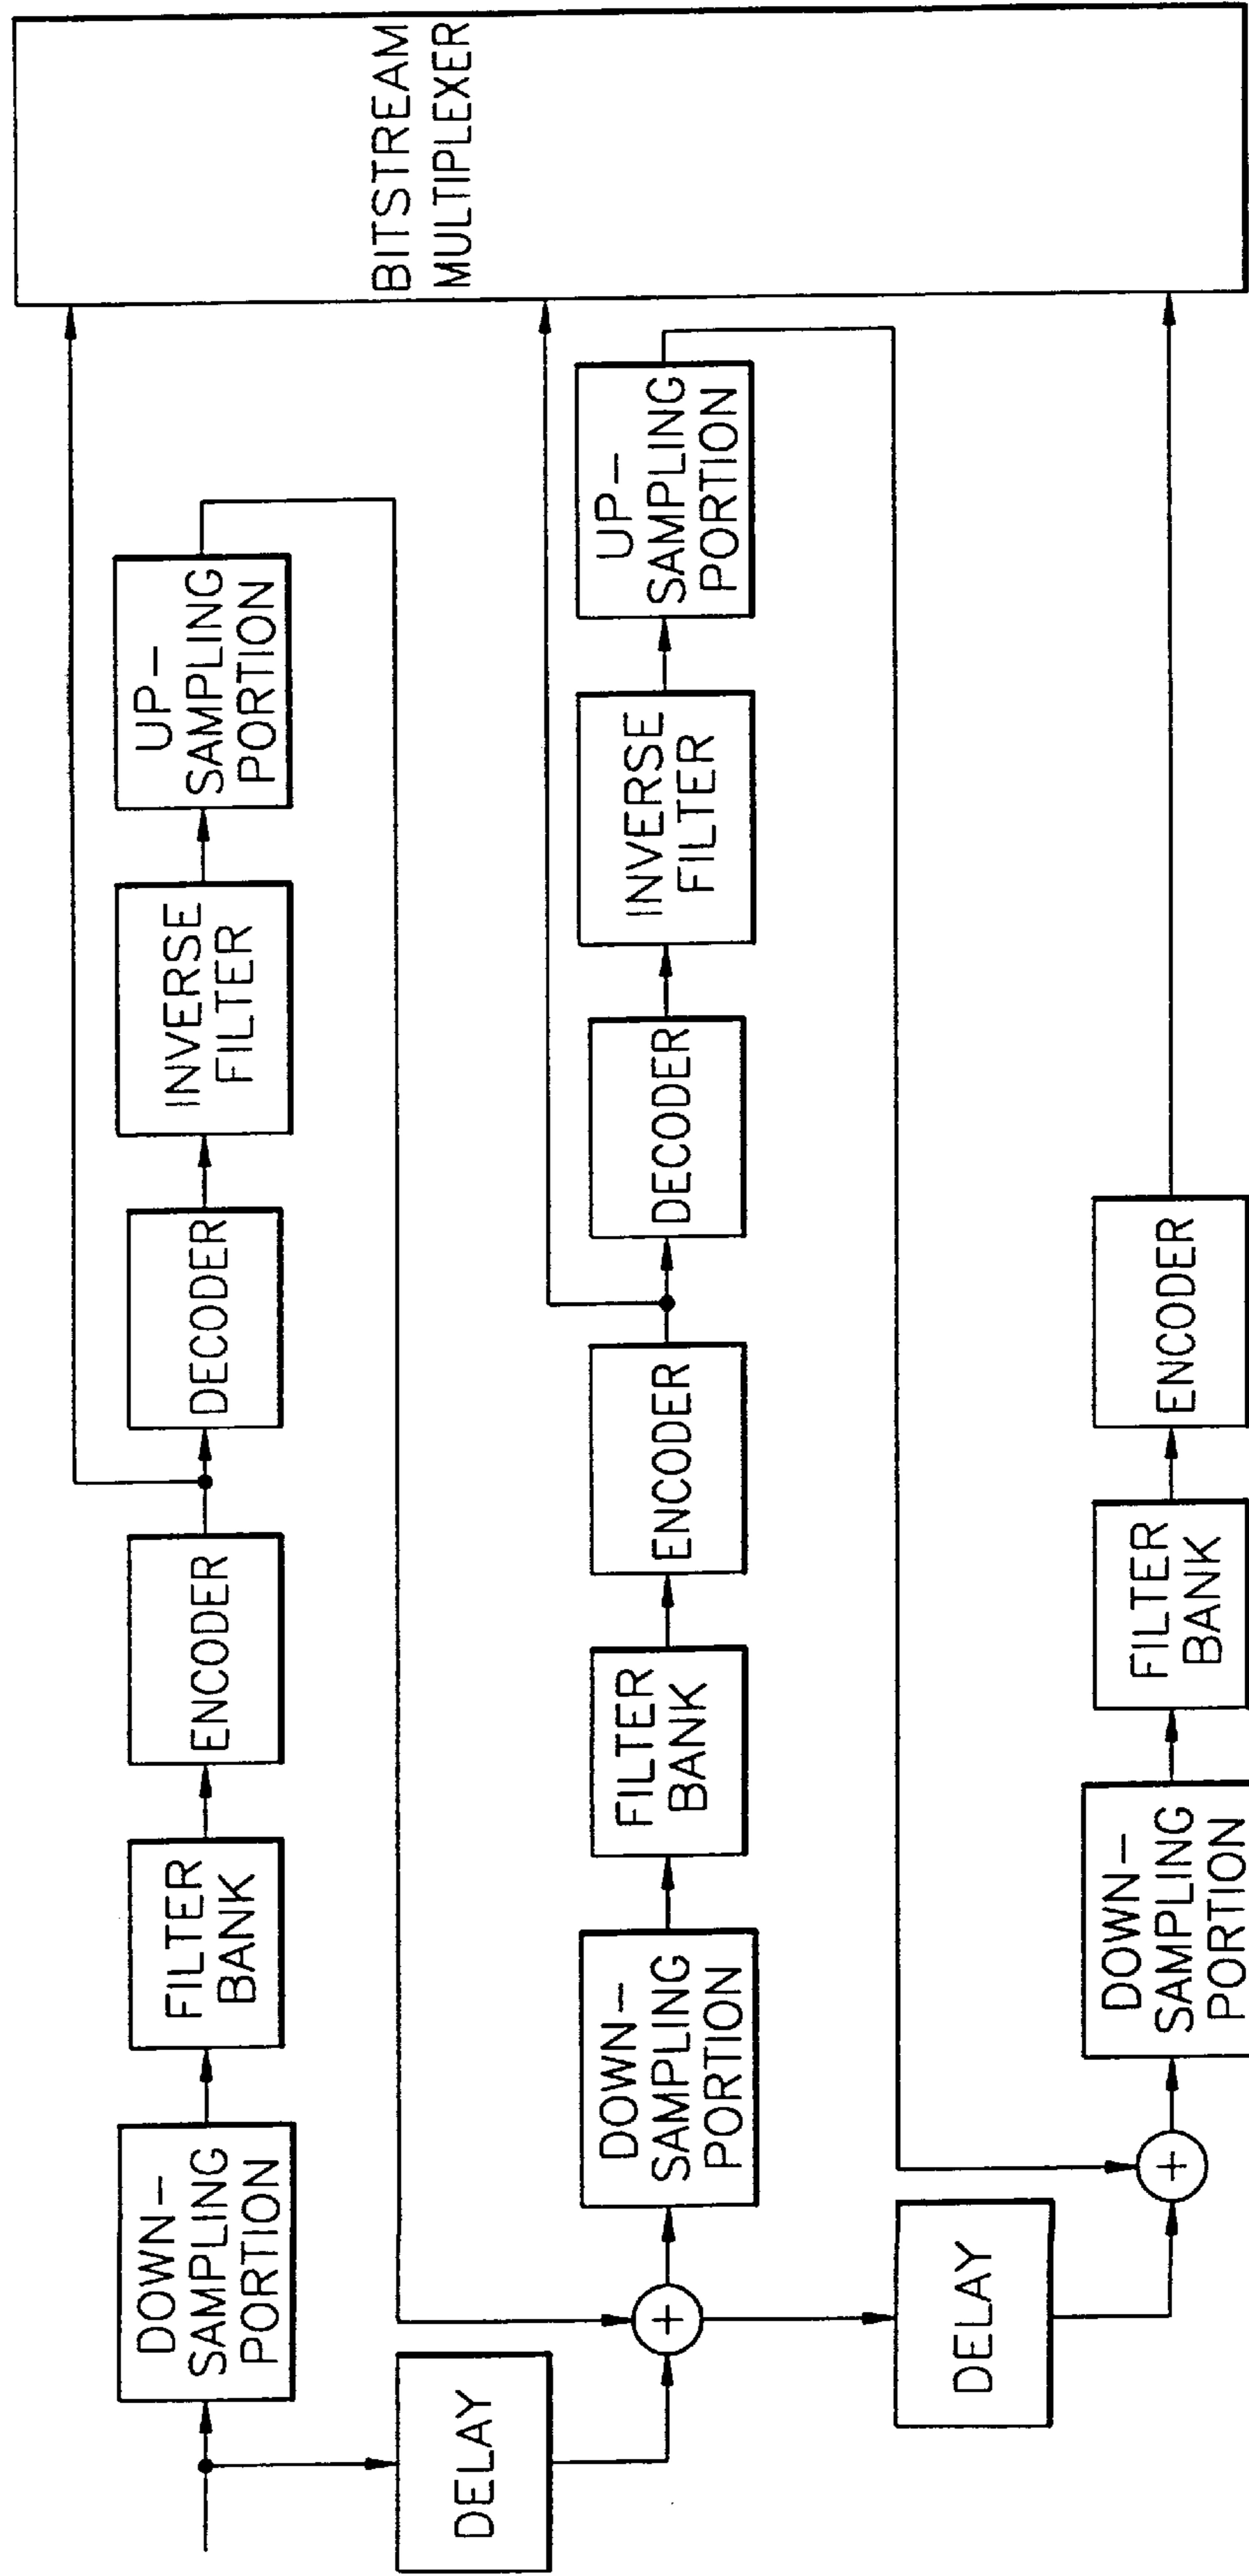 DOWN-
SAMPLING
PORTION
FILTER
BANK
ENCODER
DECODER
INVERSE
FILTER
UP-
SAMPLING
PORTION
BITSTREAM
MULTIPLEXER
DELAY
DOWN-
SAMPLING
PORTION
FILTER
BANK
ENCODER
DECODER
INVERSE
FILTER
UP-
SAMPLING
PORTION
DELAY
DOWN-
SAMPLING
PORTION
FILTER
BANK
ENCODER